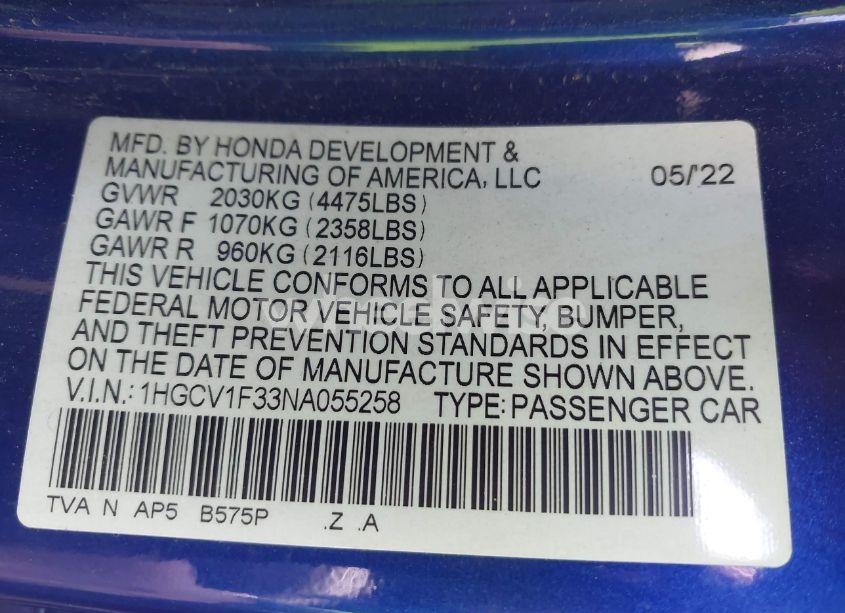 MFD. BY HONDA DEVELOPMENT &
MANUFACTURING OF AMERICA, LLC 05/'22
GVWR 2030KG (4475LBS)
GAWR F 1070KG (2358LBS)
GAWR R 960KG (2116LBS)
THIS VEHICLE CONFORMS TO ALL APPLICABLE
FEDERAL MOTOR VEHICLE SAFETY, BUMPER,
AND THEFT PREVENTION STANDARDS IN EFFECT
ON THE DATE OF MANUFACTURE SHOWN ABOVE.
V.I.N.: 1HGCV1F33NA055258 TYPE: PASSENGER CAR
TVA N AP5 B575P .Z .A